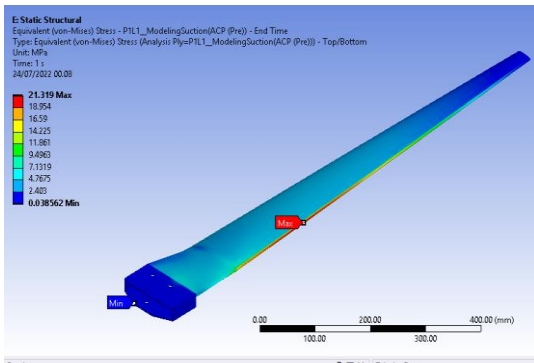 E: Static Structural
Equivalent (von-Mises) Stress - P1L1__ModelingSuction(ACP (Pre)) - End Time
Type: Equivalent (von-Mises) Stress (Analysis Ply=P1L1__ModelingSuction(ACP (Pre))) - Top/Bottom
Unit: MPa
Time: 1 s
24/07/2022 00.08
21.319 Max
18.954
16.59
14.225
11.861
9.4963
7.1319
4.7675
2.403
0.038562 Min
Max
Min
0.00 200.00 400.00 (mm)
100.00 300.00